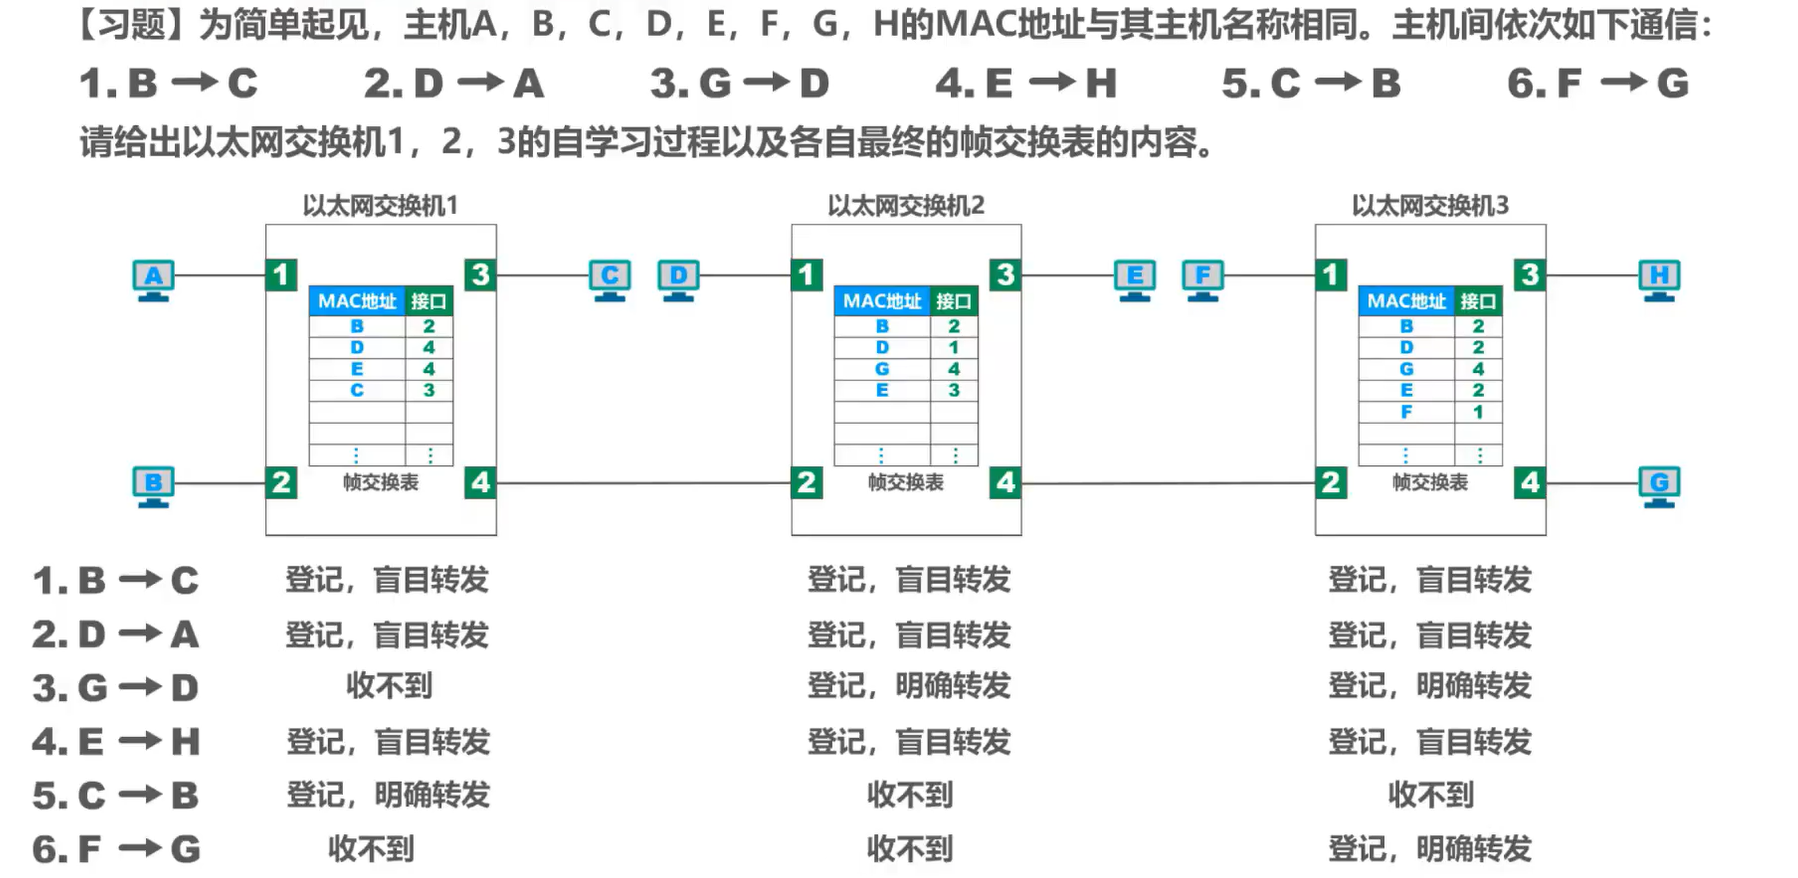 【习题】为简单起见，主机A，B，C，D，E，F，G，H的MAC地址与其主机名称相同。主机间依次如下通信：
1. B → C 2. D → A 3. G → D 4. E → H 5. C → B 6. F → G
请给出以太网交换机1，2，3的自学习过程以及各自最终的帧交换表的内容。
以太网交换机1 以太网交换机2 以太网交换机3
A 1 3 C D 1 3 E F 1 3 H
MAC地址 接口 MAC地址 接口 MAC地址 接口
B 2 B 2 B 2
D 4 D 1 D 2
E 4 G 4 G 4
C 3 E 3 E 2
F 1
⋮ ⋮ ⋮ ⋮ ⋮ ⋮
B 2 帧交换表 4 2 帧交换表 4 2 帧交换表 4 G
1. B → C 登记，盲目转发 登记，盲目转发 登记，盲目转发
2. D → A 登记，盲目转发 登记，盲目转发 登记，盲目转发
3. G → D 收不到 登记，明确转发 登记，明确转发
4. E → H 登记，盲目转发 登记，盲目转发 登记，盲目转发
5. C → B 登记，明确转发 收不到 收不到
6. F → G 收不到 收不到 登记，明确转发